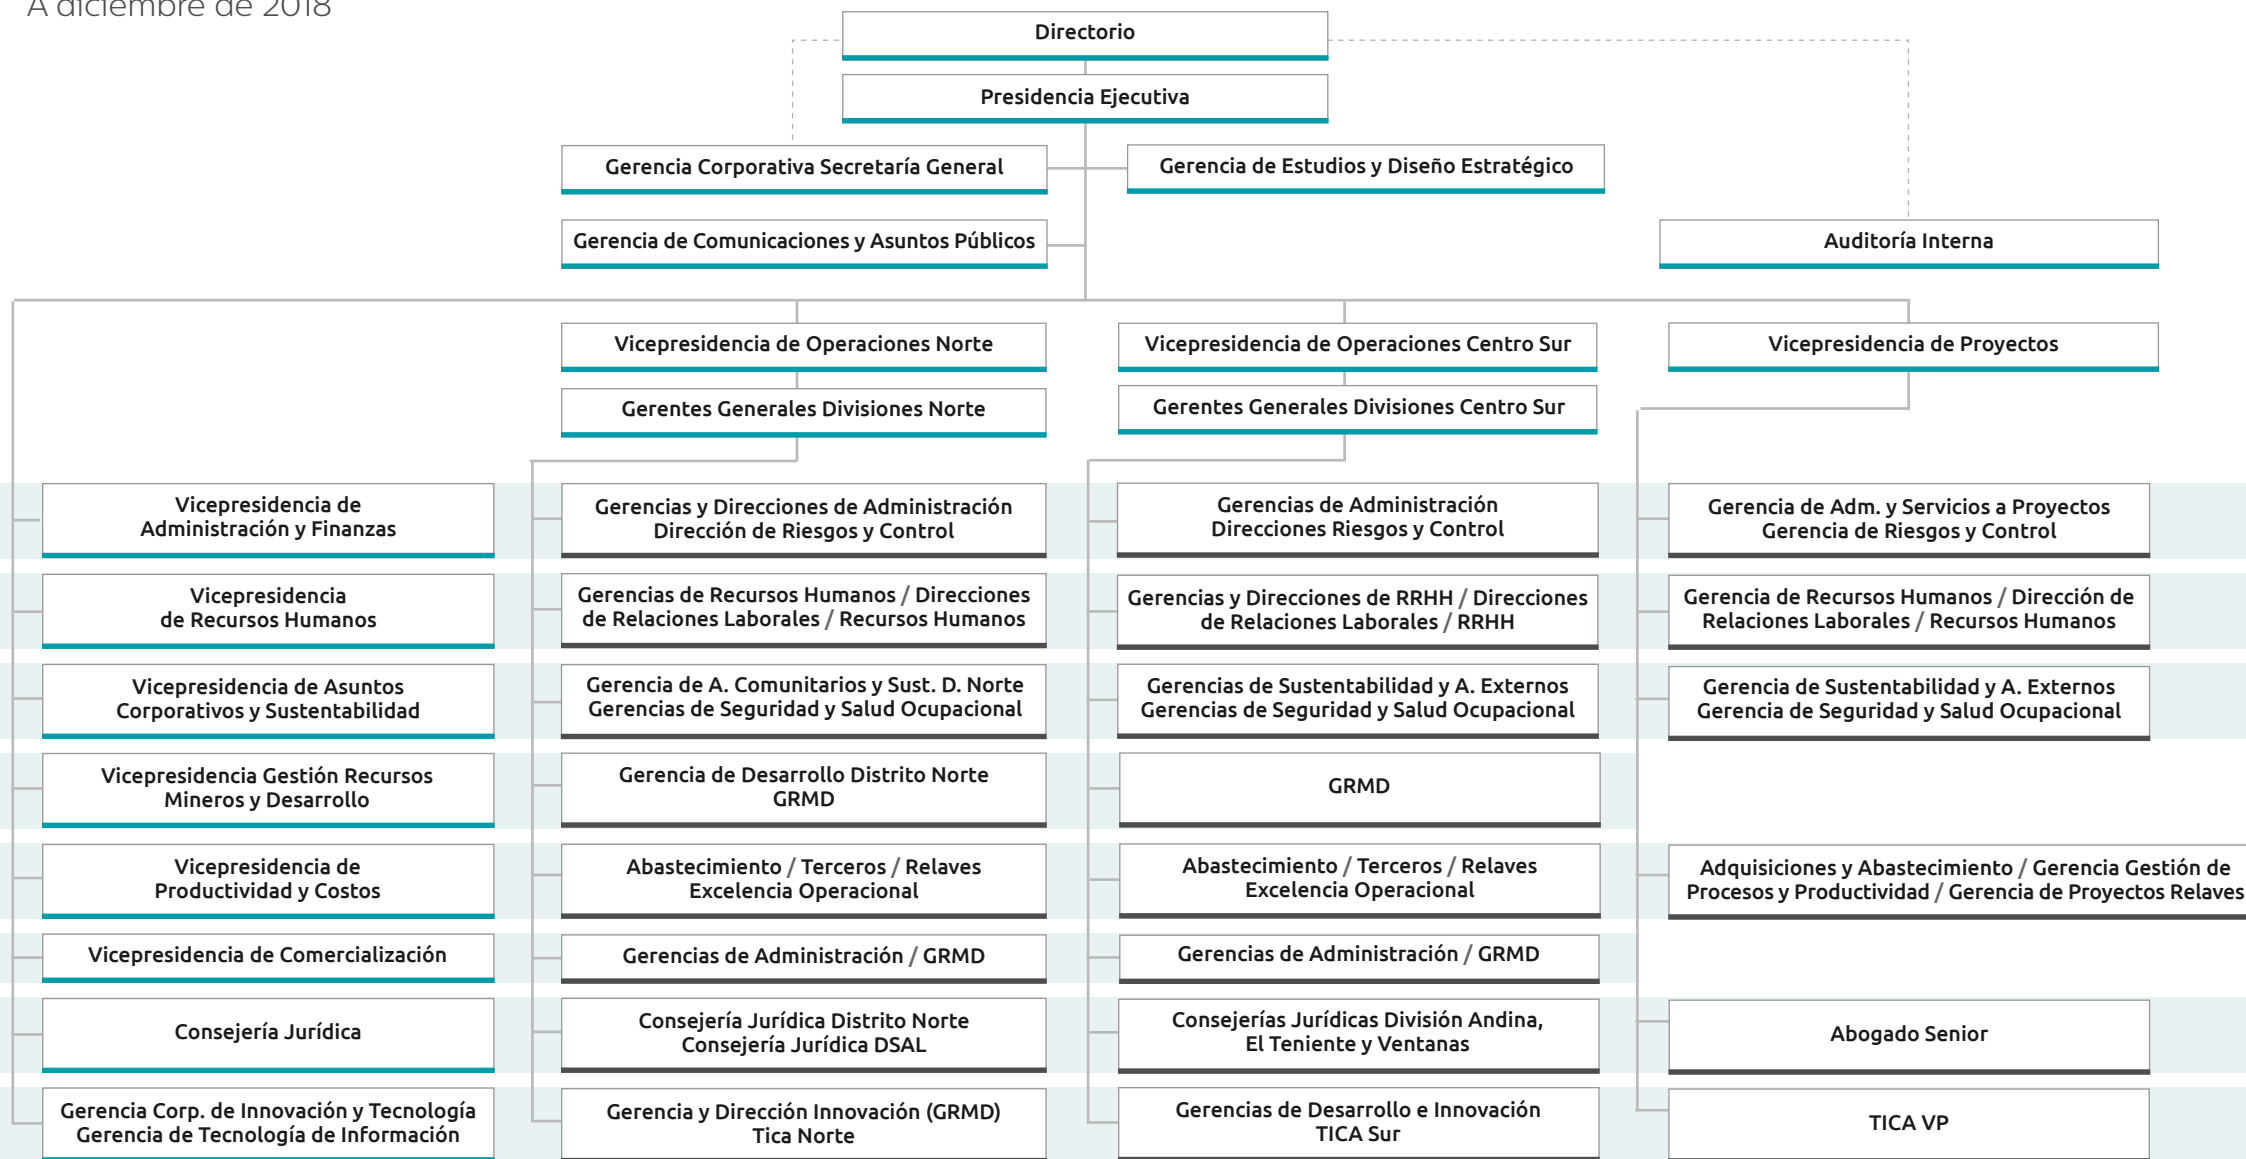 A diciembre de 2018
Directorio
Presidencia Ejecutiva
Gerencia Corporativa Secretaría General
Gerencia de Estudios y Diseño Estratégico
Gerencia de Comunicaciones y Asuntos Públicos
Auditoría Interna
Vicepresidencia de Operaciones Norte
Vicepresidencia de Operaciones Centro Sur
Vicepresidencia de Proyectos
Gerentes Generales Divisiones Norte
Gerentes Generales Divisiones Centro Sur
Vicepresidencia de
Administración y Finanzas
Gerencias y Direcciones de Administración
Dirección de Riesgos y Control
Gerencias de Administración
Direcciones Riesgos y Control
Gerencia de Adm. y Servicios a Proyectos
Gerencia de Riesgos y Control
Vicepresidencia
de Recursos Humanos
Gerencias de Recursos Humanos / Direcciones
de Relaciones Laborales / Recursos Humanos
Gerencias y Direcciones de RRHH / Direcciones
de Relaciones Laborales / RRHH
Gerencia de Recursos Humanos / Dirección de
Relaciones Laborales / Recursos Humanos
Vicepresidencia de Asuntos
Corporativos y Sustentabilidad
Gerencia de A. Comunitarios y Sust. D. Norte
Gerencias de Seguridad y Salud Ocupacional
Gerencias de Sustentabilidad y A. Externos
Gerencias de Seguridad y Salud Ocupacional
Gerencia de Sustentabilidad y A. Externos
Gerencia de Seguridad y Salud Ocupacional
Vicepresidencia Gestión Recursos
Mineros y Desarrollo
Gerencia de Desarrollo Distrito Norte
GRMD
GRMD
Vicepresidencia de
Productividad y Costos
Abastecimiento / Terceros / Relaves
Excelencia Operacional
Abastecimiento / Terceros / Relaves
Excelencia Operacional
Adquisiciones y Abastecimiento / Gerencia Gestión de
Procesos y Productividad / Gerencia de Proyectos Relaves
Vicepresidencia de Comercialización
Gerencias de Administración / GRMD
Gerencias de Administración / GRMD
Consejería Jurídica
Consejería Jurídica Distrito Norte
Consejería Jurídica DSAL
Consejerías Jurídicas División Andina,
El Teniente y Ventanas
Abogado Senior
Gerencia Corp. de Innovación y Tecnología
Gerencia de Tecnología de Información
Gerencia y Dirección Innovación (GRMD)
Tica Norte
Gerencias de Desarrollo e Innovación
TICA Sur
TICA VP